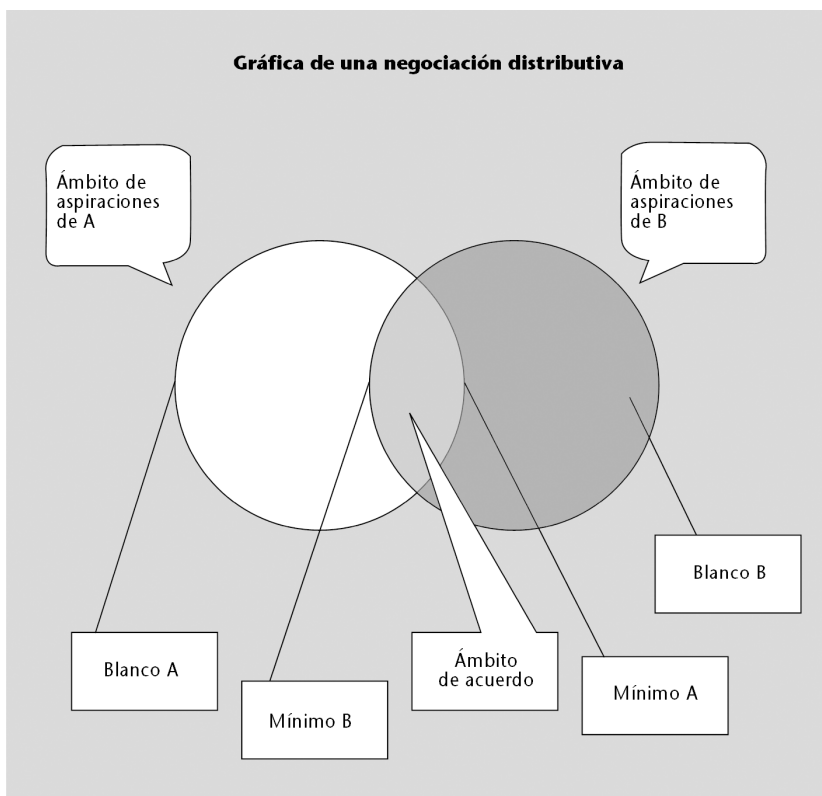 Gráfica de una negociación distributiva
Ámbito de
aspiraciones
de A
Ámbito de
aspiraciones
de B
Blanco B
Blanco A
Ámbito
de acuerdo
Mínimo A
Mínimo B